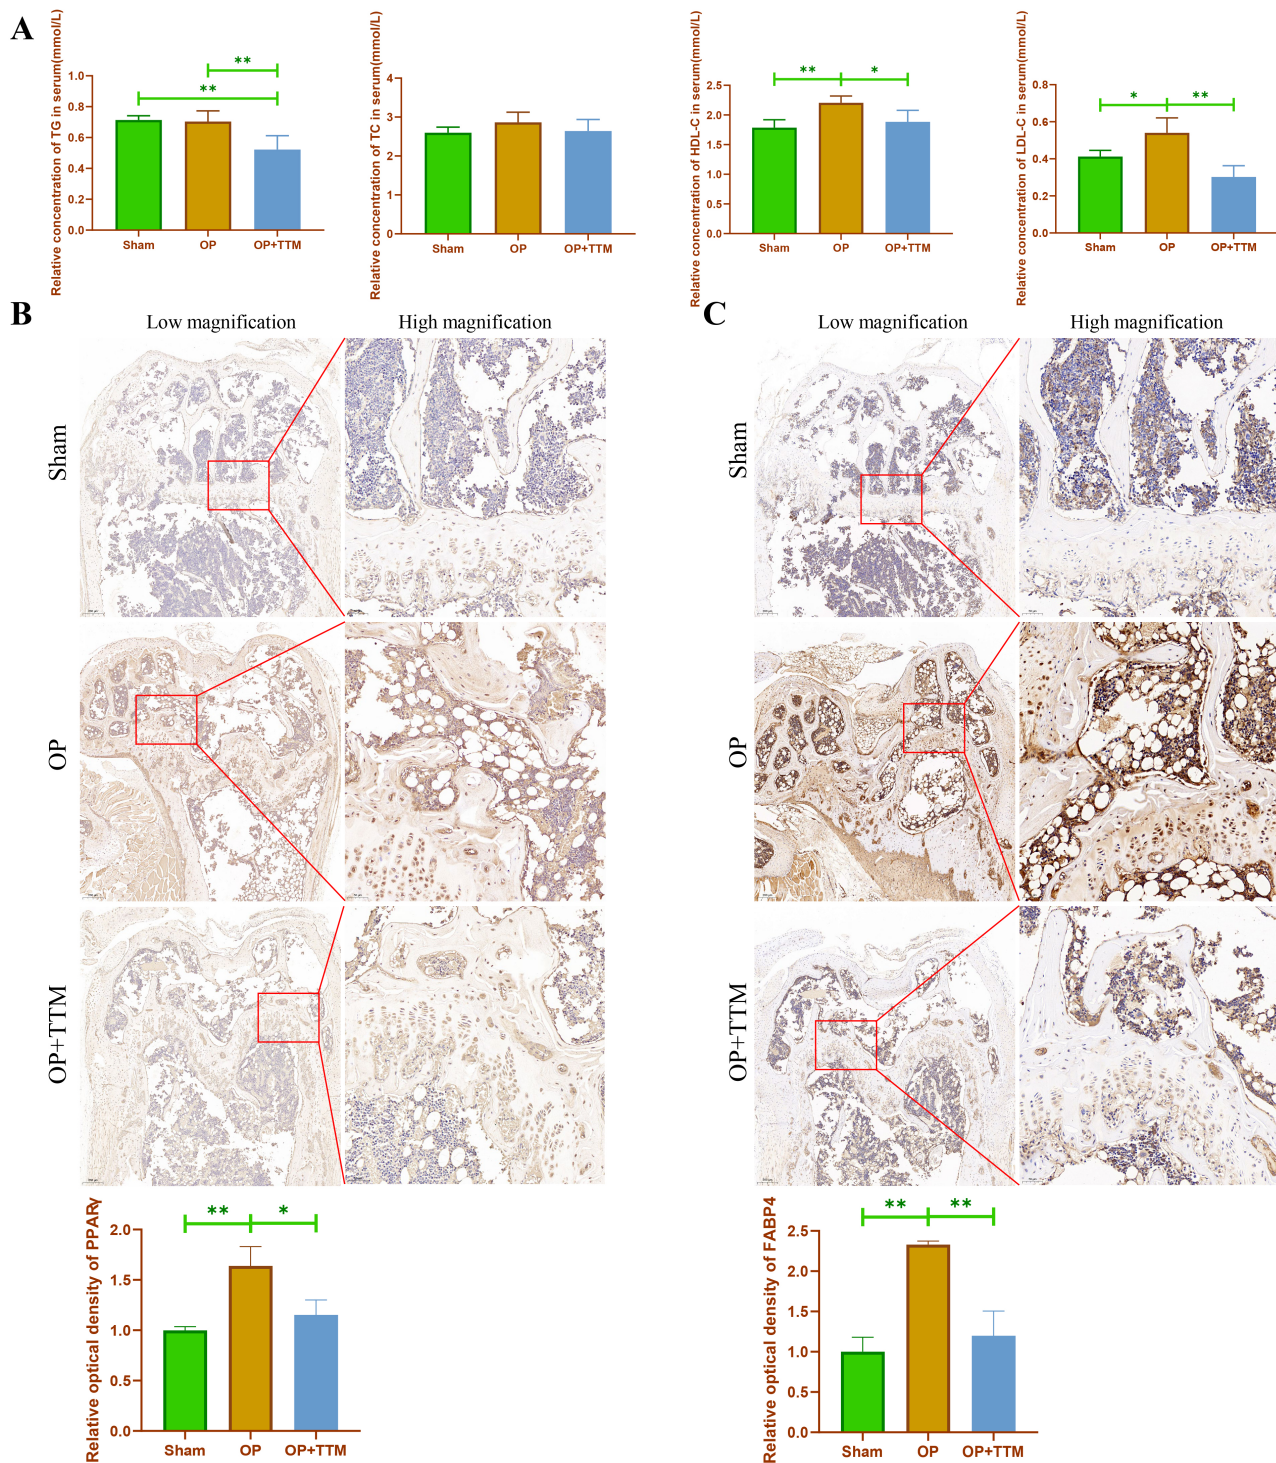 A
Relative concentration of TG in serum(mmol/L)
1.0
0.8
0.6
0.4
0.2
0.0
**
**
Sham OP OP+TTM
Relative concentration of TC in serum(mmol/L)
4
3
2
1
0
Sham OP OP+TTM
Relative concentration of HDL-C in serum(mmol/L)
2.5
2.0
1.5
1.0
0.5
0.0
** *
Sham OP OP+TTM
Relative concentration of LDL-C in serum(mmol/L)
0.8
0.6
0.4
0.2
0.0
* **
Sham OP OP+TTM
B
Low magnification High magnification
Sham
OP
OP+TTM
Relative optical density of PPARγ
2.0
1.5
1.0
0.5
0.0
** *
Sham OP OP+TTM
C
Low magnification High magnification
Sham
OP
OP+TTM
Relative optical density of FABP4
2.5
2.0
1.5
1.0
0.5
0.0
** **
Sham OP OP+TTM